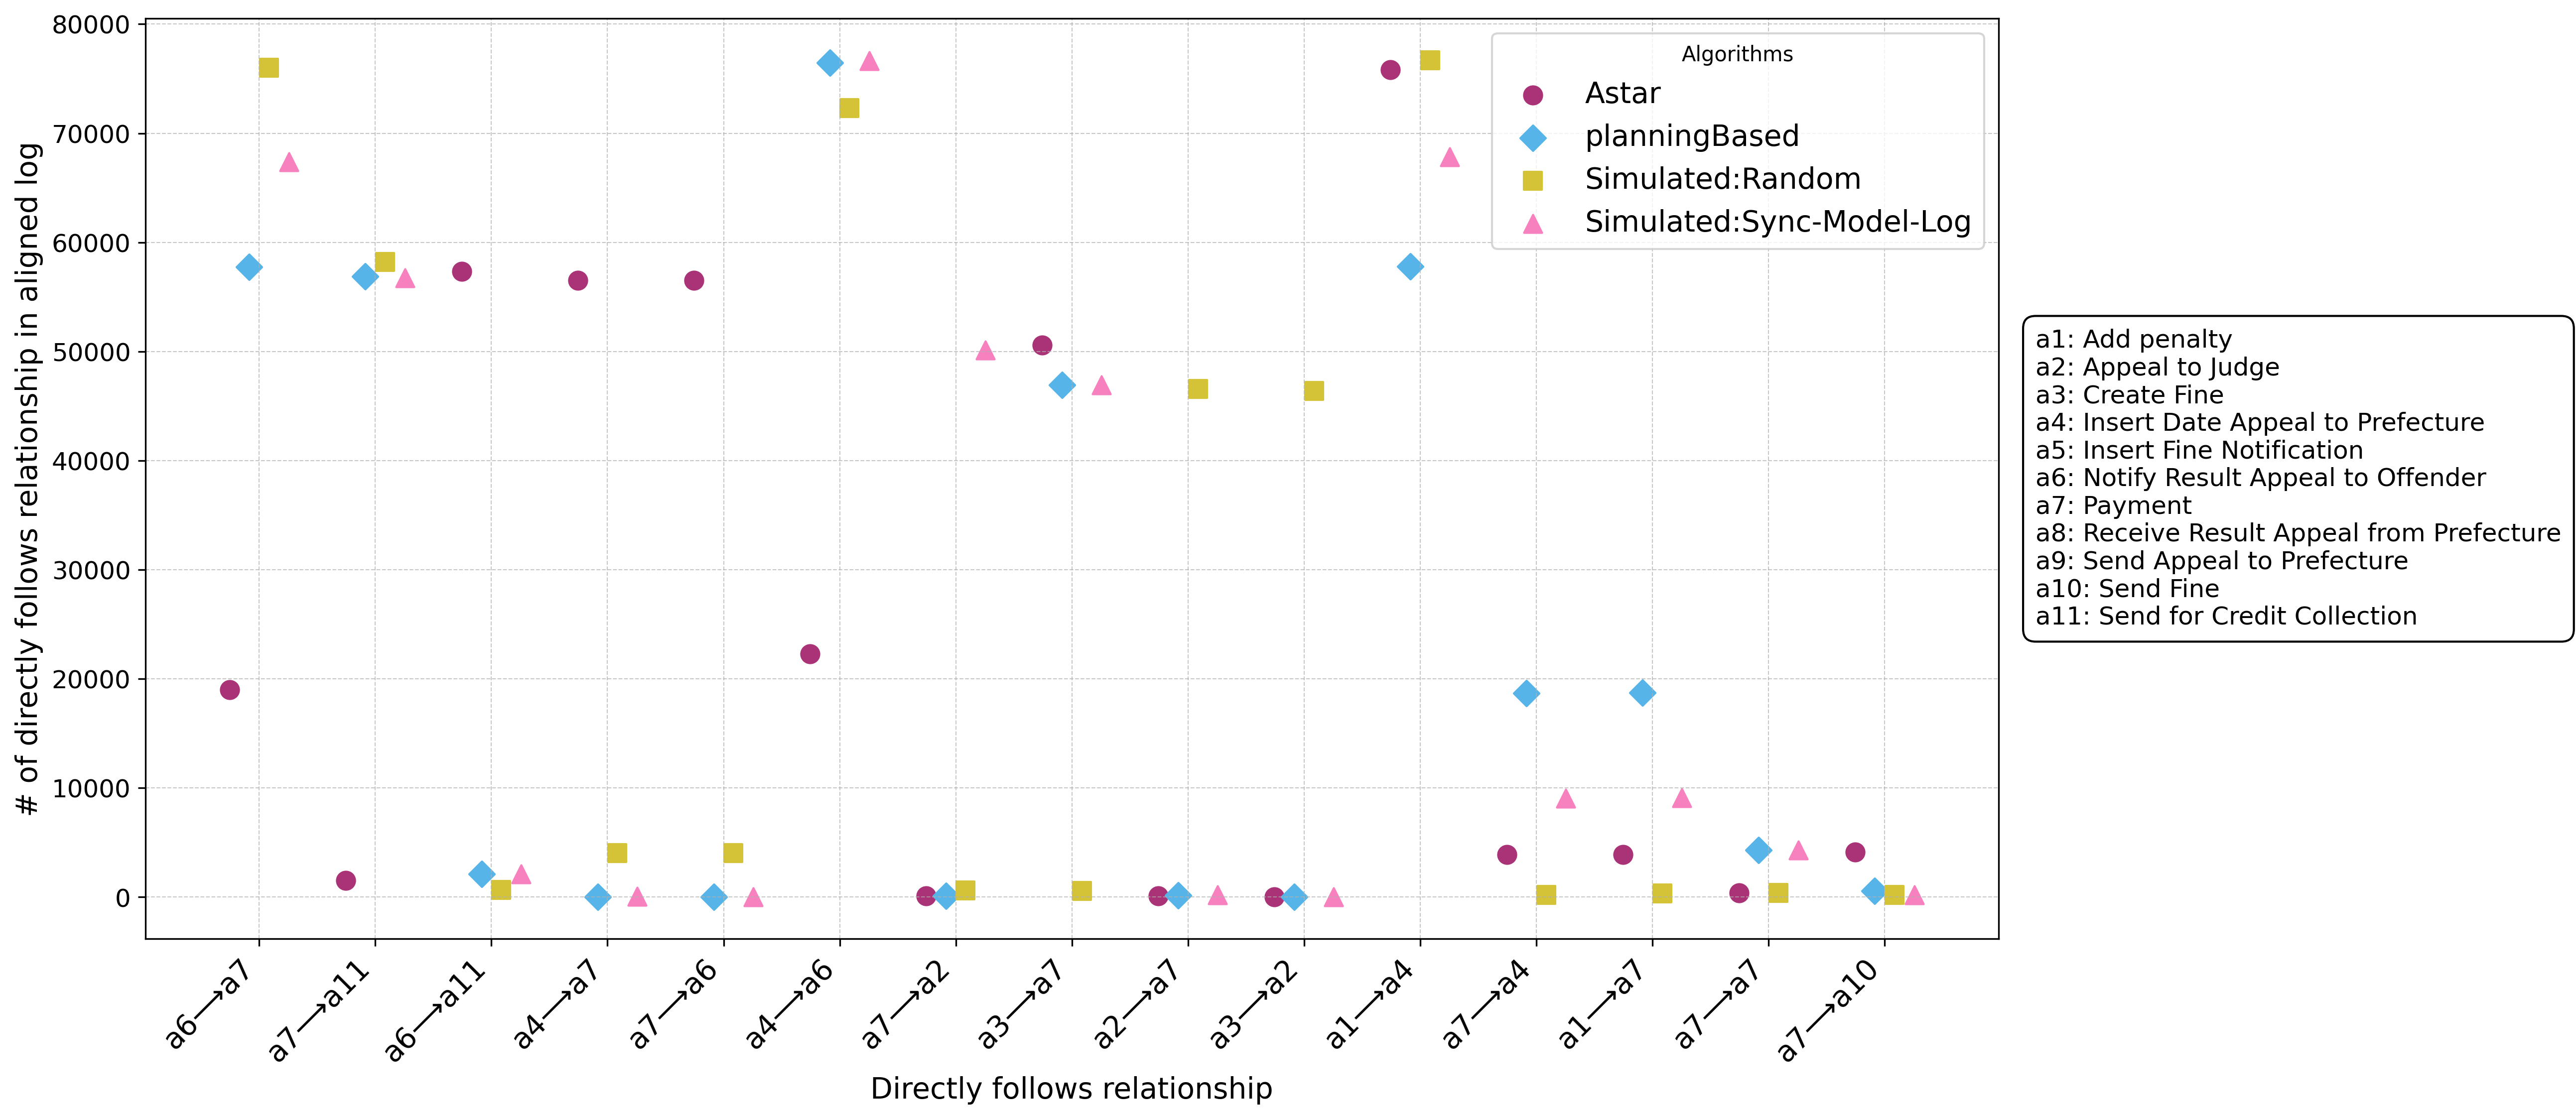 80000
70000
60000
50000
40000
30000
20000
10000
0
# of directly follows relationship in aligned log
Algorithms
Astar
planningBased
Simulated:Random
Simulated:Sync-Model-Log
a1: Add penalty
a2: Appeal to Judge
a3: Create Fine
a4: Insert Date Appeal to Prefecture
a5: Insert Fine Notification
a6: Notify Result Appeal to Offender
a7: Payment
a8: Receive Result Appeal from Prefecture
a9: Send Appeal to Prefecture
a10: Send Fine
a11: Send for Credit Collection
a6⟶a7
a7⟶a11
a6⟶a11
a4⟶a7
a7⟶a6
a4⟶a6
a7⟶a2
a3⟶a7
a2⟶a7
a3⟶a2
a1⟶a4
a7⟶a4
a1⟶a7
a7⟶a7
a7⟶a10
Directly follows relationship